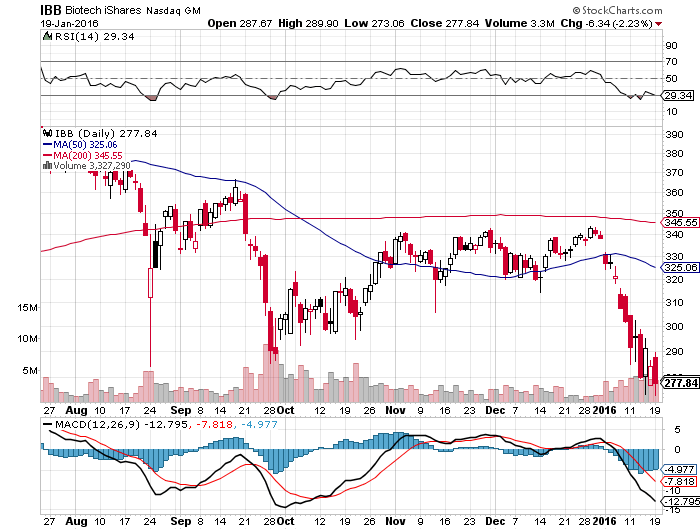 IBB Biotech iShares Nasdaq GM © StockCharts.com
19-Jan-2016 Open 287.67 High 289.90 Low 273.06 Close 277.84 Volume 3.3M Chg -6.34 (-2.23%)
RSI(14) 29.34
90
70
50
29.34
10
IBB (Daily) 277.84
MA(50) 325.06
MA(200) 345.55
Volume 3,327,290
390
380
370
360
350
345.55
340
330
325.06
320
310
300
290
277.84
15M
10M
5M
27 Aug 10 17 24 Sep 8 14 21 28 Oct 12 19 26 Nov 9 16 23 Dec 7 14 21 28 2016 11 19
MACD(12,26,9) -12.795, -7.818, -4.977
5
0
-4.977
-7.818
-10
-12.795
-15
27 Aug 10 17 24 Sep 8 14 21 28 Oct 12 19 26 Nov 9 16 23 Dec 7 14 21 28 2016 11 19